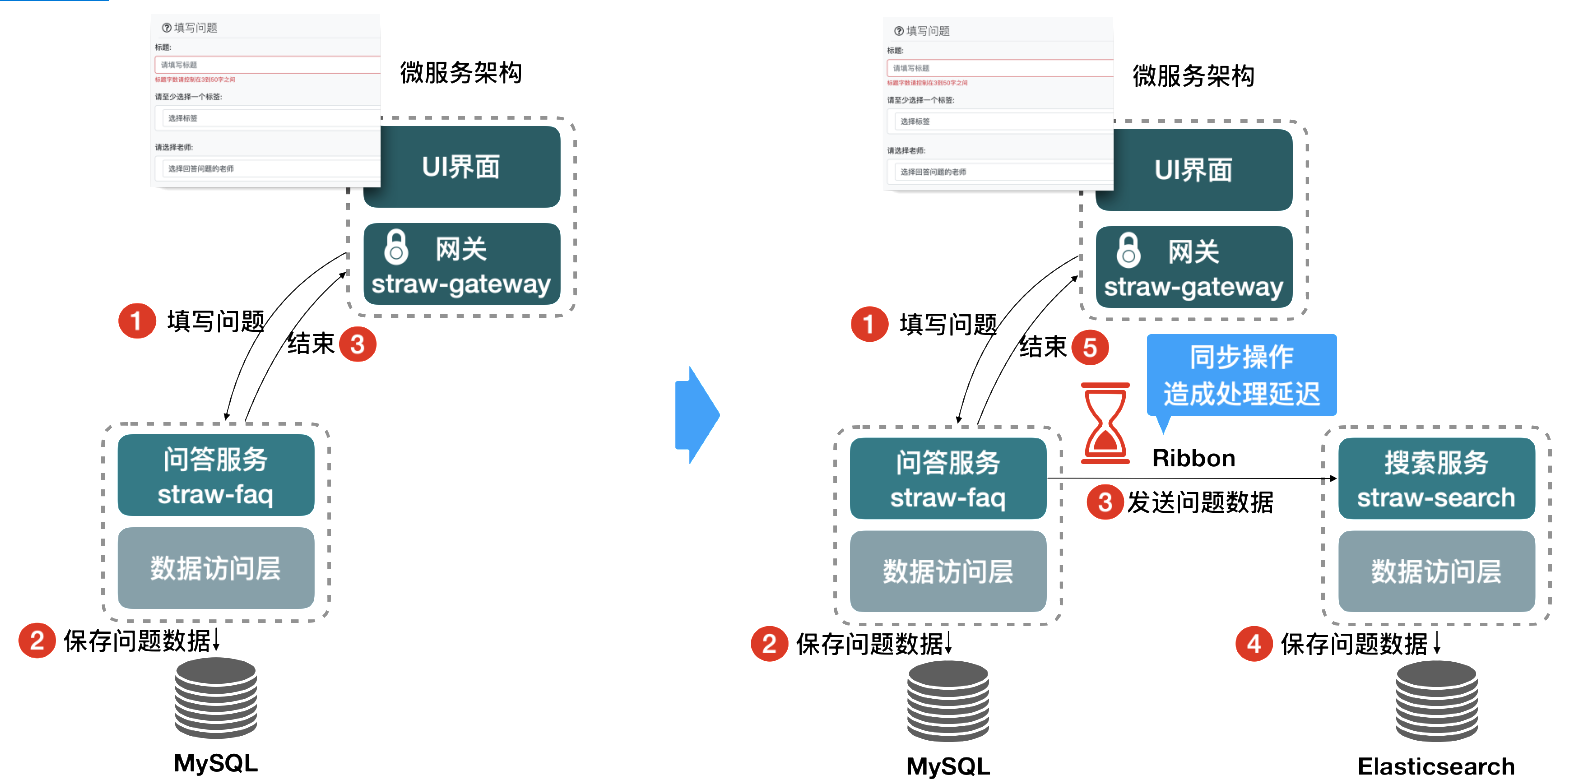 填写问题
标题:
请填写标题
标题字数请控制在3到50字之间
请至少选择一个标签:
选择标签
请选择老师:
选择回答问题的老师
微服务架构
UI界面
网关
straw-gateway
1 填写问题
结束 3
问答服务
straw-faq
数据访问层
2 保存问题数据
MySQL
填写问题
标题:
请填写标题
标题字数请控制在3到50字之间
请至少选择一个标签:
选择标签
请选择老师:
选择回答问题的老师
微服务架构
UI界面
网关
straw-gateway
1 填写问题
结束 5
同步操作
造成处理延迟
问答服务
straw-faq
数据访问层
Ribbon
3 发送问题数据
搜索服务
straw-search
数据访问层
2 保存问题数据
MySQL
4 保存问题数据
Elasticsearch